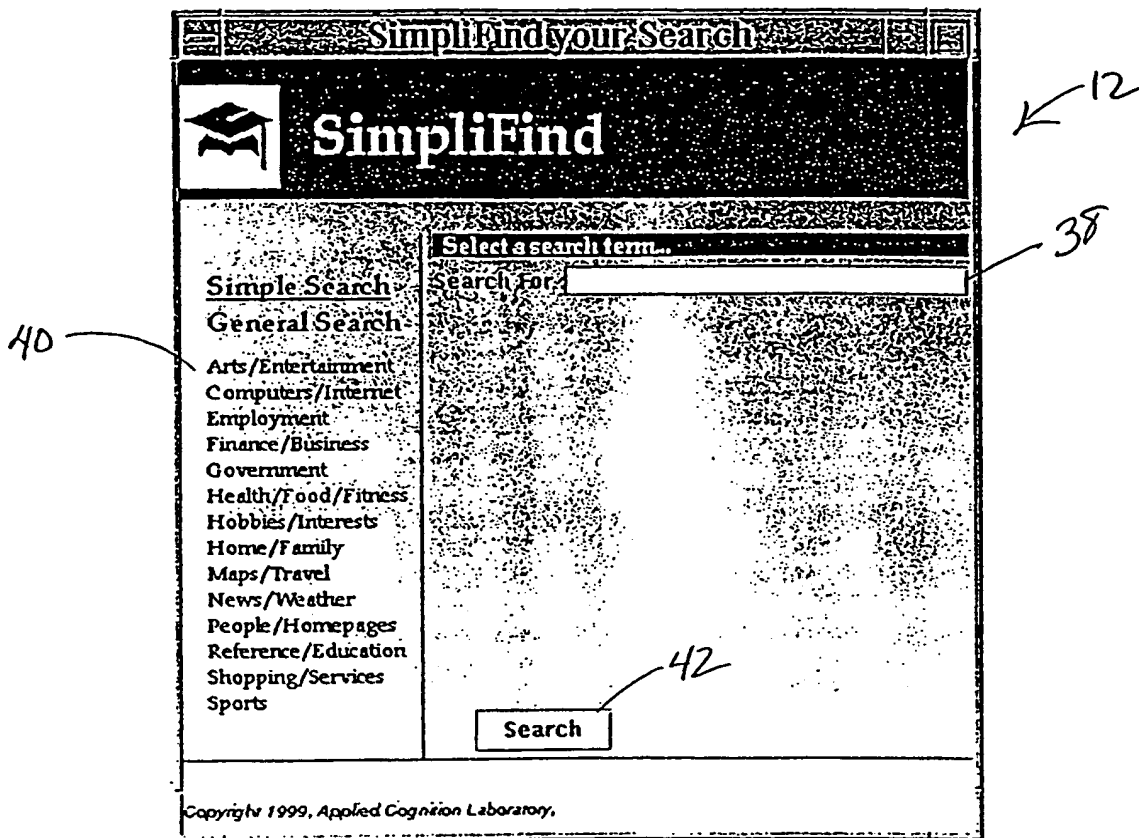 SimpliFind your Search
SimpliFind
12
Select a search term...
38
Search For:
Simple Search
General Search
40
Arts/Entertainment
Computers/Internet
Employment
Finance/Business
Government
Health/Food/Fitness
Hobbies/Interests
Home/Family
Maps/Travel
News/Weather
People/Homepages
Reference/Education
Shopping/Services
Sports
42
Search
Copyright 1999, Applied Cognition Laboratory,